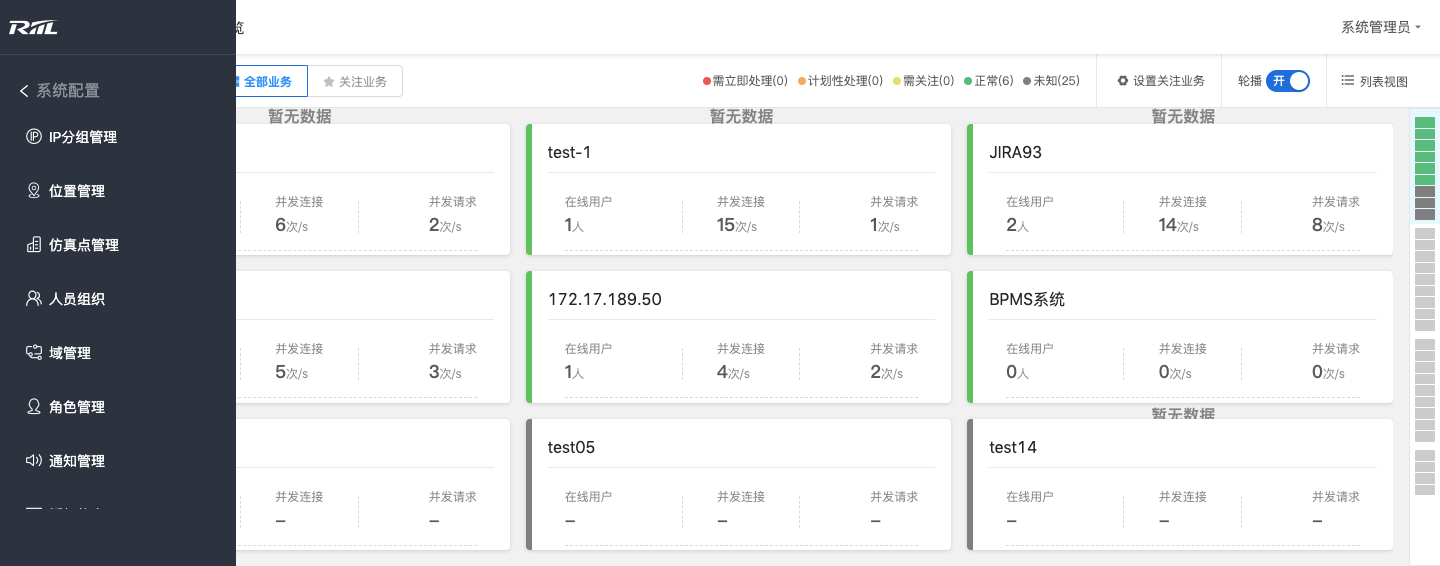 RIIL
览
系统管理员
系统配置
IP分组管理
位置管理
仿真点管理
人员组织
域管理
角色管理
通知管理
全部业务
关注业务
需立即处理(0)
计划性处理(0)
需关注(0)
正常(6)
未知(25)
设置关注业务
轮播
开
列表视图
暂无数据
暂无数据
暂无数据
并发连接
并发请求
6次/s
2次/s
test-1
在线用户
并发连接
并发请求
1人
15次/s
1次/s
JIRA93
在线用户
并发连接
并发请求
2人
14次/s
8次/s
并发连接
并发请求
5次/s
3次/s
172.17.189.50
在线用户
并发连接
并发请求
1人
4次/s
2次/s
BPMS系统
在线用户
并发连接
并发请求
0人
0次/s
0次/s
暂无数据
并发连接
并发请求
–
–
test05
在线用户
并发连接
并发请求
–
–
–
test14
在线用户
并发连接
并发请求
–
–
–